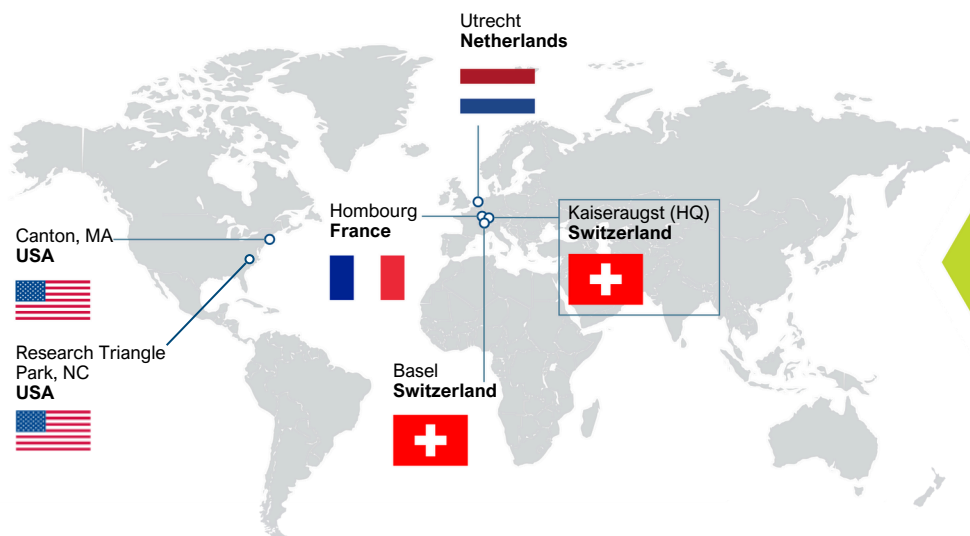 Utrecht
Netherlands
Hombourg
France
Kaiseraugst (HQ)
Switzerland
Canton, MA
USA
Research Triangle
Park, NC
USA
Basel
Switzerland